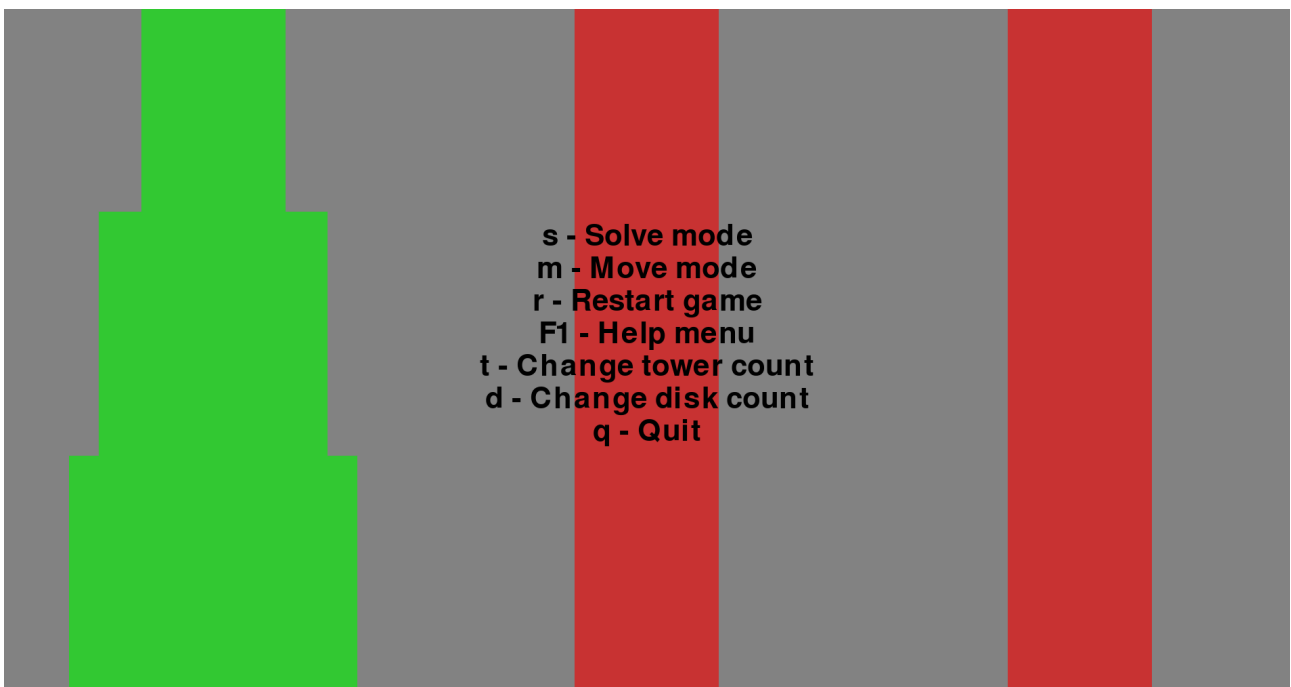 s - Solve mode
m - Move mode
r - Restart game
F1 - Help menu
t - Change tower count
d - Change disk count
q - Quit